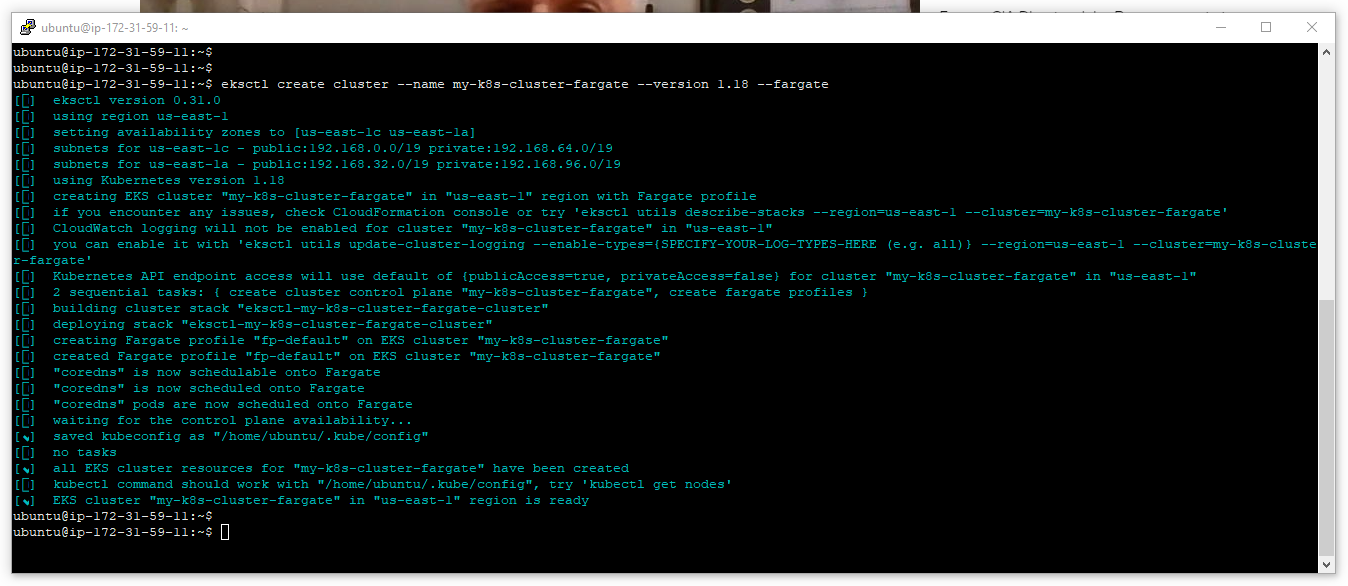 ubuntu@ip-172-31-59-11: ~
ubuntu@ip-172-31-59-11:~$
ubuntu@ip-172-31-59-11:~$
ubuntu@ip-172-31-59-11:~$ eksctl create cluster --name my-k8s-cluster-fargate --version 1.18 --fargate
[▯]  eksctl version 0.31.0
[▯]  using region us-east-1
[▯]  setting availability zones to [us-east-1c us-east-1a]
[▯]  subnets for us-east-1c - public:192.168.0.0/19 private:192.168.64.0/19
[▯]  subnets for us-east-1a - public:192.168.32.0/19 private:192.168.96.0/19
[▯]  using Kubernetes version 1.18
[▯]  creating EKS cluster "my-k8s-cluster-fargate" in "us-east-1" region with Fargate profile
[▯]  if you encounter any issues, check CloudFormation console or try 'eksctl utils describe-stacks --region=us-east-1 --cluster=my-k8s-cluster-fargate'
[▯]  CloudWatch logging will not be enabled for cluster "my-k8s-cluster-fargate" in "us-east-1"
[▯]  you can enable it with 'eksctl utils update-cluster-logging --enable-types={SPECIFY-YOUR-LOG-TYPES-HERE (e.g. all)} --region=us-east-1 --cluster=my-k8s-cluste
r-fargate'
[▯]  Kubernetes API endpoint access will use default of {publicAccess=true, privateAccess=false} for cluster "my-k8s-cluster-fargate" in "us-east-1"
[▯]  2 sequential tasks: { create cluster control plane "my-k8s-cluster-fargate", create fargate profiles }
[▯]  building cluster stack "eksctl-my-k8s-cluster-fargate-cluster"
[▯]  deploying stack "eksctl-my-k8s-cluster-fargate-cluster"
[▯]  creating Fargate profile "fp-default" on EKS cluster "my-k8s-cluster-fargate"
[▯]  created Fargate profile "fp-default" on EKS cluster "my-k8s-cluster-fargate"
[▯]  "coredns" is now schedulable onto Fargate
[▯]  "coredns" is now scheduled onto Fargate
[▯]  "coredns" pods are now scheduled onto Fargate
[▯]  waiting for the control plane availability...
[✔]  saved kubeconfig as "/home/ubuntu/.kube/config"
[▯]  no tasks
[✔]  all EKS cluster resources for "my-k8s-cluster-fargate" have been created
[▯]  kubectl command should work with "/home/ubuntu/.kube/config", try 'kubectl get nodes'
[✔]  EKS cluster "my-k8s-cluster-fargate" in "us-east-1" region is ready
ubuntu@ip-172-31-59-11:~$
ubuntu@ip-172-31-59-11:~$